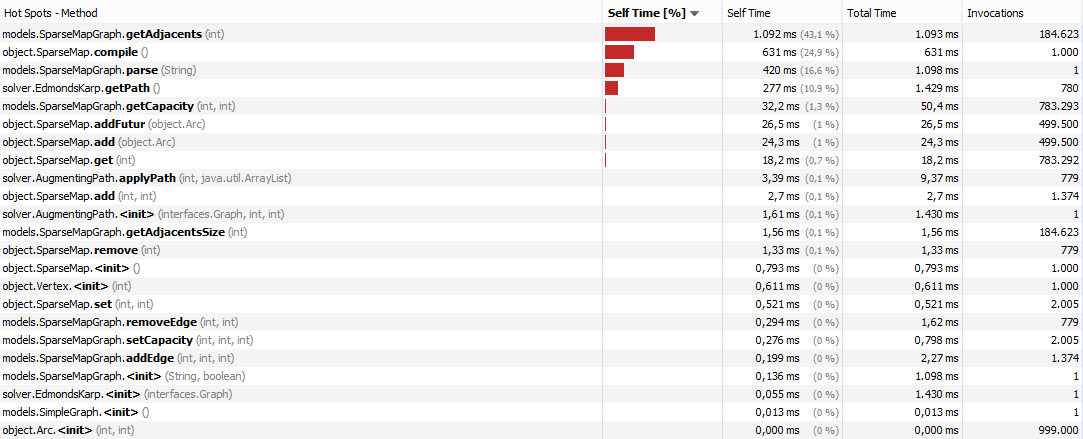 Hot Spots - Method Self Time [%] Self Time Total Time Invocations
models.SparseMapGraph.getAdjacents (int) 1.092 ms (43,1 %) 1.093 ms 184.623
object.SparseMap.compile () 631 ms (24,9 %) 631 ms 1.000
models.SparseMapGraph.parse (String) 420 ms (16,6 %) 1.098 ms 1
solver.EdmondsKarp.getPath () 277 ms (10,9 %) 1.429 ms 780
models.SparseMapGraph.getCapacity (int, int) 32,2 ms (1,3 %) 50,4 ms 783.293
object.SparseMap.addFutur (object.Arc) 26,5 ms (1 %) 26,5 ms 499.500
object.SparseMap.add (object.Arc) 24,3 ms (1 %) 24,3 ms 499.500
object.SparseMap.get (int) 18,2 ms (0,7 %) 18,2 ms 783.292
solver.AugmentingPath.applyPath (int, java.util.ArrayList) 3,39 ms (0,1 %) 9,37 ms 779
object.SparseMap.add (int, int) 2,7 ms (0,1 %) 2,7 ms 1.374
solver.AugmentingPath.<init> (interfaces.Graph, int, int) 1,61 ms (0,1 %) 1.430 ms 1
models.SparseMapGraph.getAdjacentsSize (int) 1,56 ms (0,1 %) 1,56 ms 184.623
object.SparseMap.remove (int) 1,33 ms (0,1 %) 1,33 ms 779
object.SparseMap.<init> () 0,793 ms (0 %) 0,793 ms 1.000
object.Vertex.<init> (int) 0,611 ms (0 %) 0,611 ms 1.000
object.SparseMap.set (int, int) 0,521 ms (0 %) 0,521 ms 2.005
models.SparseMapGraph.removeEdge (int, int) 0,294 ms (0 %) 1,62 ms 779
models.SparseMapGraph.setCapacity (int, int, int) 0,276 ms (0 %) 0,798 ms 2.005
models.SparseMapGraph.addEdge (int, int, int) 0,199 ms (0 %) 2,27 ms 1.374
models.SparseMapGraph.<init> (String, boolean) 0,136 ms (0 %) 1.098 ms 1
solver.EdmondsKarp.<init> (interfaces.Graph) 0,055 ms (0 %) 1.430 ms 1
models.SimpleGraph.<init> () 0,013 ms (0 %) 0,013 ms 1
object.Arc.<init> (int, int) 0,000 ms (0 %) 0,000 ms 999.000